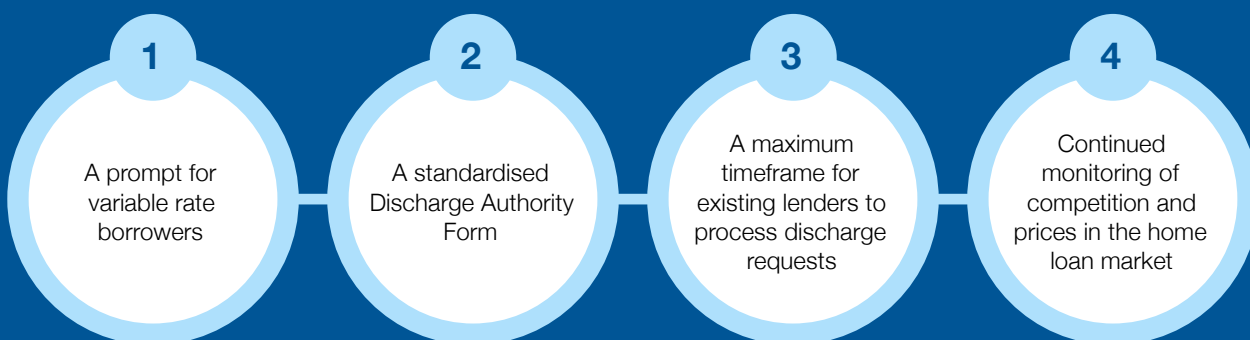 1
A prompt for
variable rate
borrowers
2
A standardised
Discharge Authority
Form
3
A maximum
timeframe for
existing lenders to
process discharge
requests
4
Continued
monitoring of
competition and
prices in the home
loan market